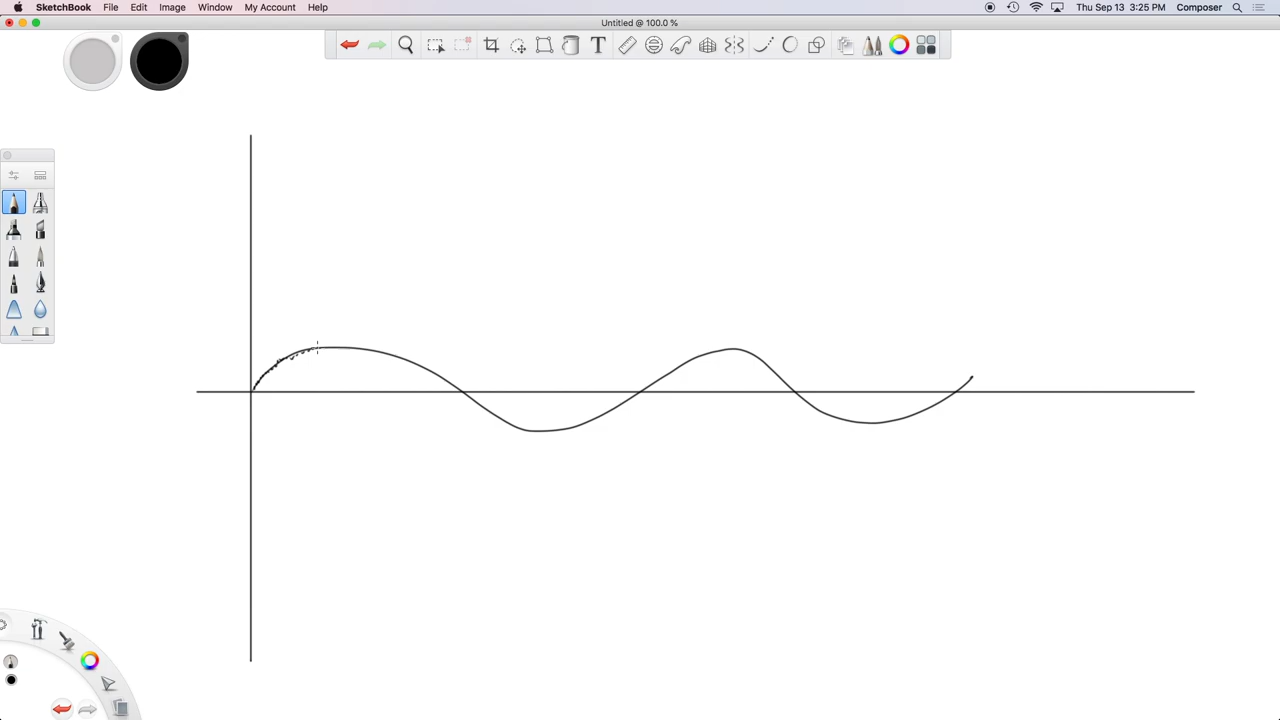 SketchBook File Edit Image Window My Account Help Thu Sep 13 3:25 PM Composer
Untitled @ 100.0 %
T